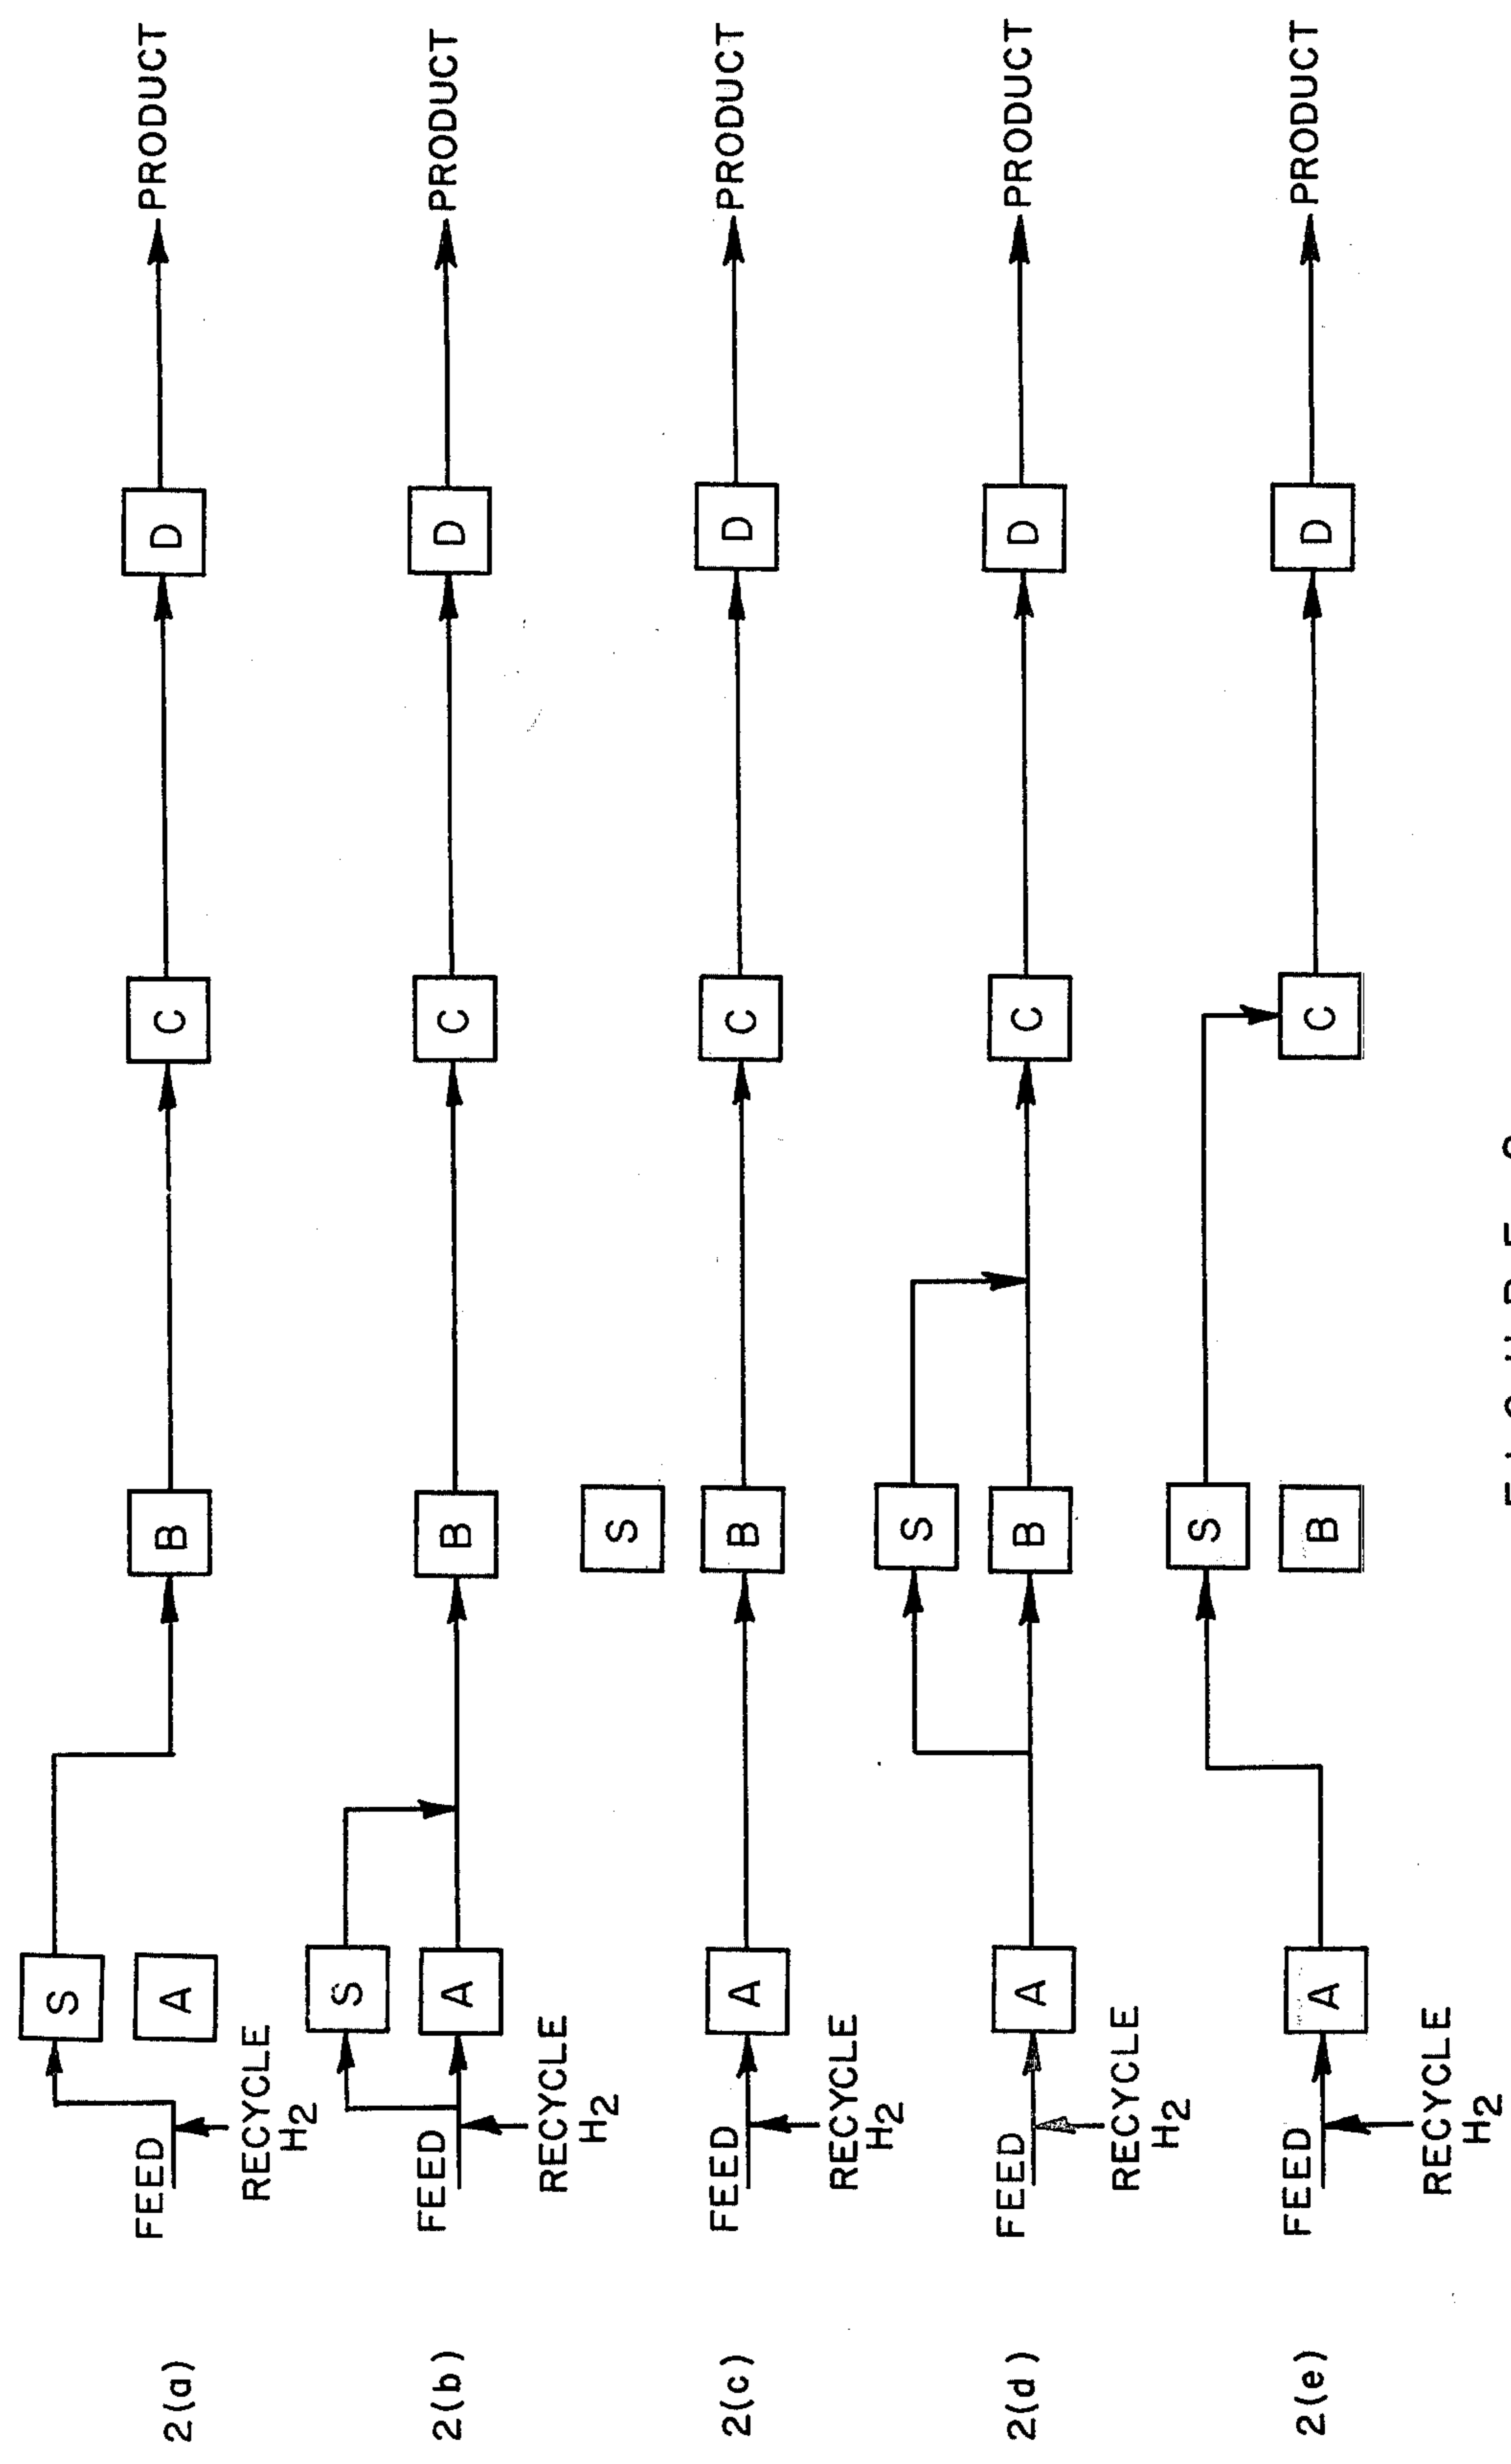 S
2(a)
FEED
A
B
C
D
PRODUCT
RECYCLE
H2
S
2(b)
FEED
A
B
C
D
PRODUCT
RECYCLE
H2
S
2(c)
FEED
A
B
C
D
PRODUCT
RECYCLE
H2
S
2(d)
FEED
A
B
C
D
PRODUCT
RECYCLE
H2
S
2(e)
FEED
A
B
C
D
PRODUCT
RECYCLE
H2